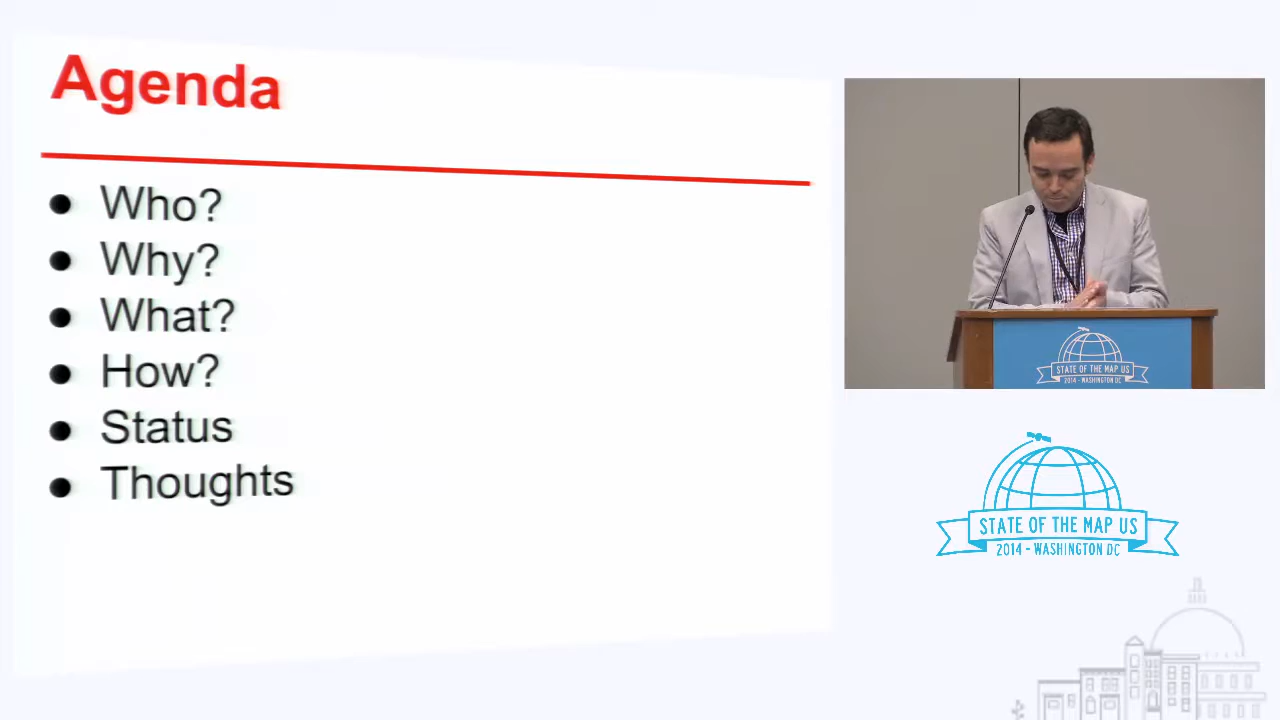 Agenda
Who?
Why?
What?
How?
Status
Thoughts
STATE OF THE MAP US
2014 - WASHINGTON DC
STATE OF THE MAP US
2014 - WASHINGTON DC